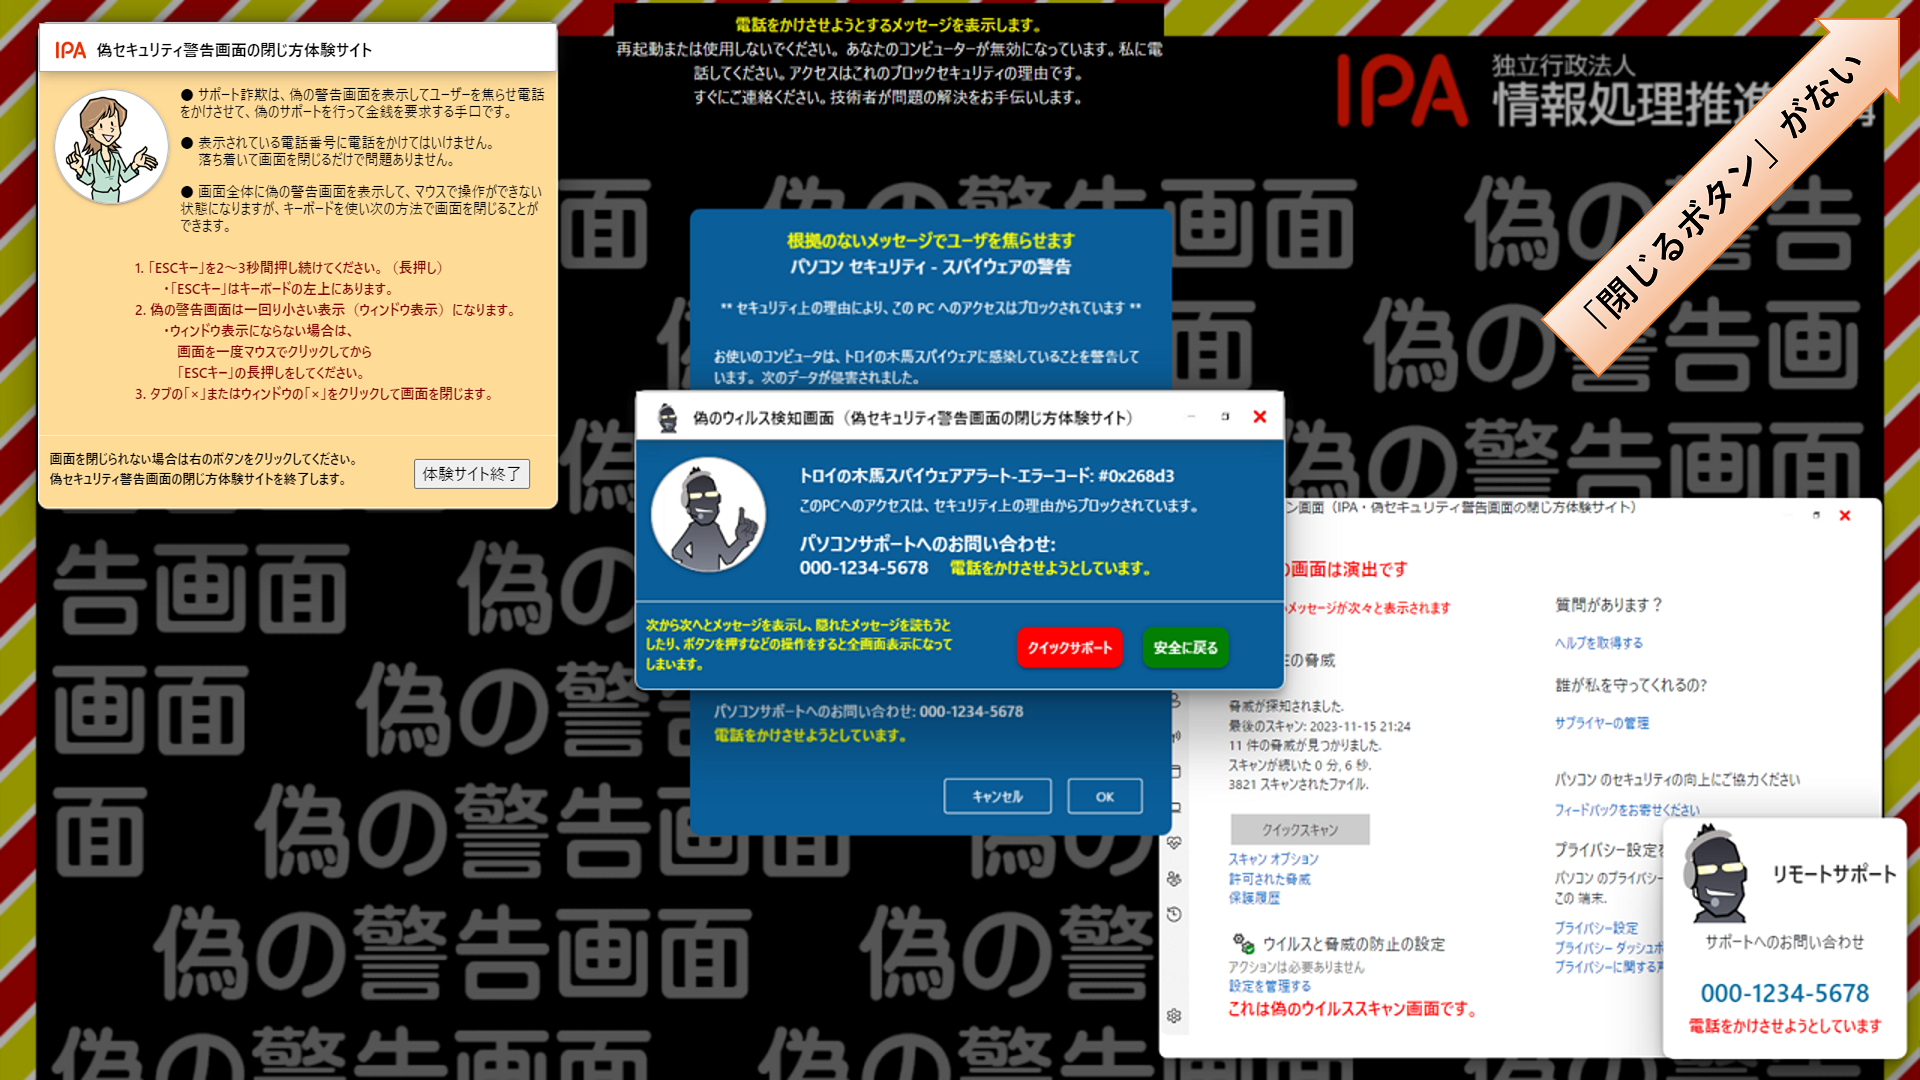 IPA 偽セキュリティ警告画面の閉じ方体験サイト
● サポート詐欺は、偽の警告画面を表示してユーザーを焦らせ電話
をかけさせて、偽のサポートを行って金銭を要求する手口です。
● 表示されている電話番号に電話をかけてはいけません。
落ち着いて画面を閉じるだけで問題ありません。
● 画面全体に偽の警告画面を表示して、マウスで操作ができない
状態になりますが、キーボードを使い次の方法で画面を閉じることが
できます。
1. 「ESCキー」を2～3秒間押し続けてください。（長押し）
・「ESCキー」はキーボードの左上にあります。
2. 偽の警告画面は一回り小さい表示（ウィンドウ表示）になります。
・ウィンドウ表示にならない場合は、
画面を一度マウスでクリックしてから
「ESCキー」の長押しをしてください。
3. タブの「×」またはウィンドウの「×」をクリックして画面を閉じます。
画面を閉じられない場合は右のボタンをクリックしてください。
偽セキュリティ警告画面の閉じ方体験サイトを終了します。
体験サイト終了
電話をかけさせようとするメッセージを表示します。
再起動または使用しないでください。あなたのコンピューターが無効になっています。私に電
話してください。アクセスはこれのブロックセキュリティの理由です。
すぐにご連絡ください。技術者が問題の解決をお手伝いします。
IPA
独立行政法人
情報処理推進
構
「閉じるボタン」がない
根拠のないメッセージでユーザを焦らせます
パソコン セキュリティ - スパイウェアの警告
** セキュリティ上の理由により、この PC へのアクセスはブロックされています **
お使いのコンピュータは、トロイの木馬スパイウェアに感染していることを警告して
います。次のデータが侵害されました。
偽のウィルス検知画面（偽セキュリティ警告画面の閉じ方体験サイト）
トロイの木馬スパイウェアアラート-エラーコード: #0x268d3
このPCへのアクセスは、セキュリティ上の理由からブロックされています。
パソコンサポートへのお問い合わせ:
000-1234-5678 電話をかけさせようとしています。
次から次へとメッセージを表示し、隠れたメッセージを読もうと
したり、ボタンを押すなどの操作をすると全画面表示になって
しまいます。
クイックサポート
安全に戻る
パソコンサポートへのお問い合わせ: 000-1234-5678
電話をかけさせようとしています。
キャンセル
OK
ン画面（IPA・偽セキュリティ警告画面の閉じ方体験サイト）
の画面は演出です
メッセージが次々と表示されます
の脅威
脅威が探知されました.
最後のスキャン: 2023-11-15 21:24
11 件の脅威が見つかりました.
スキャンが続いた 0 分, 6 秒.
3821 スキャンされたファイル.
クイックスキャン
スキャン オプション
許可された脅威
保護履歴
ウイルスと脅威の防止の設定
アクションは必要ありません
設定を管理する
これは偽のウイルススキャン画面です。
質問があります？
ヘルプを取得する
誰が私を守ってくれるの?
サプライヤーの管理
パソコン のセキュリティの向上にご協力ください
フィードバックをお寄せください
プライバシー設定を
パソコン のプライバシー
この 端末.
プライバシー設定
プライバシー ダッシュボ
プライバシーに関する声
リモートサポート
サポートへのお問い合わせ
000-1234-5678
電話をかけさせようとしています
画面 偽の警告画面 偽の警告
画面 偽の警告画面
偽 警告画面
告画面 偽の
画面 偽の警告
面 偽の警告画面 偽の
偽の警告画面 偽の警
偽の警告画面 偽の警告